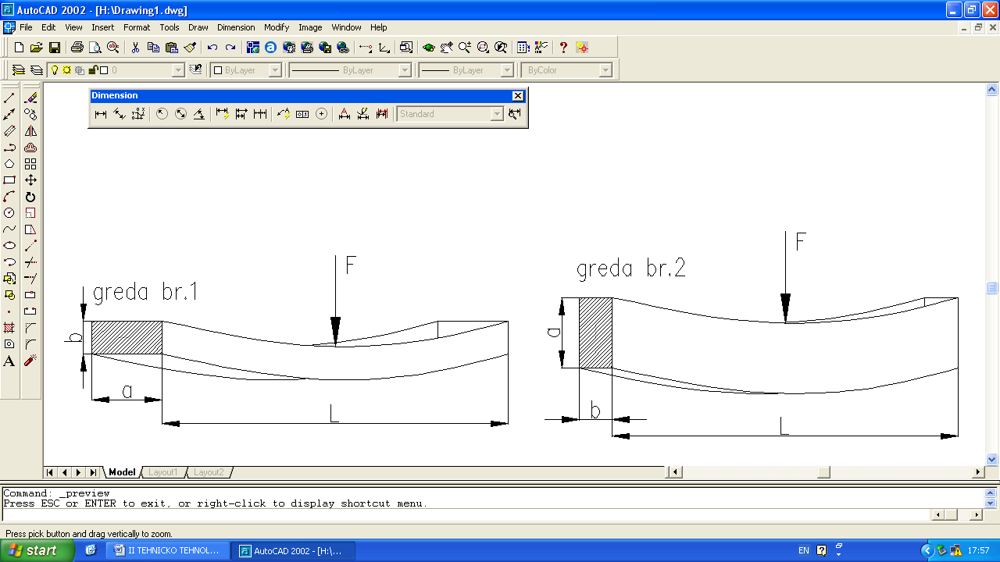 AutoCAD 2002 - [H:\Drawing1.dwg]
File Edit View Insert Format Tools Draw Dimension Modify Image Window Help
0 ByLayer ByLayer ByLayer ByColor
Dimension
Standard
F
greda br.1
b
a
L
F
greda br.2
a
b
L
Model Layout1 Layout2
Command: _preview
Press ESC or ENTER to exit, or right-click to display shortcut menu.
Press pick button and drag vertically to zoom.
start II TEHNICKO TEHNOL... AutoCAD 2002 - [H:\... EN 17:57